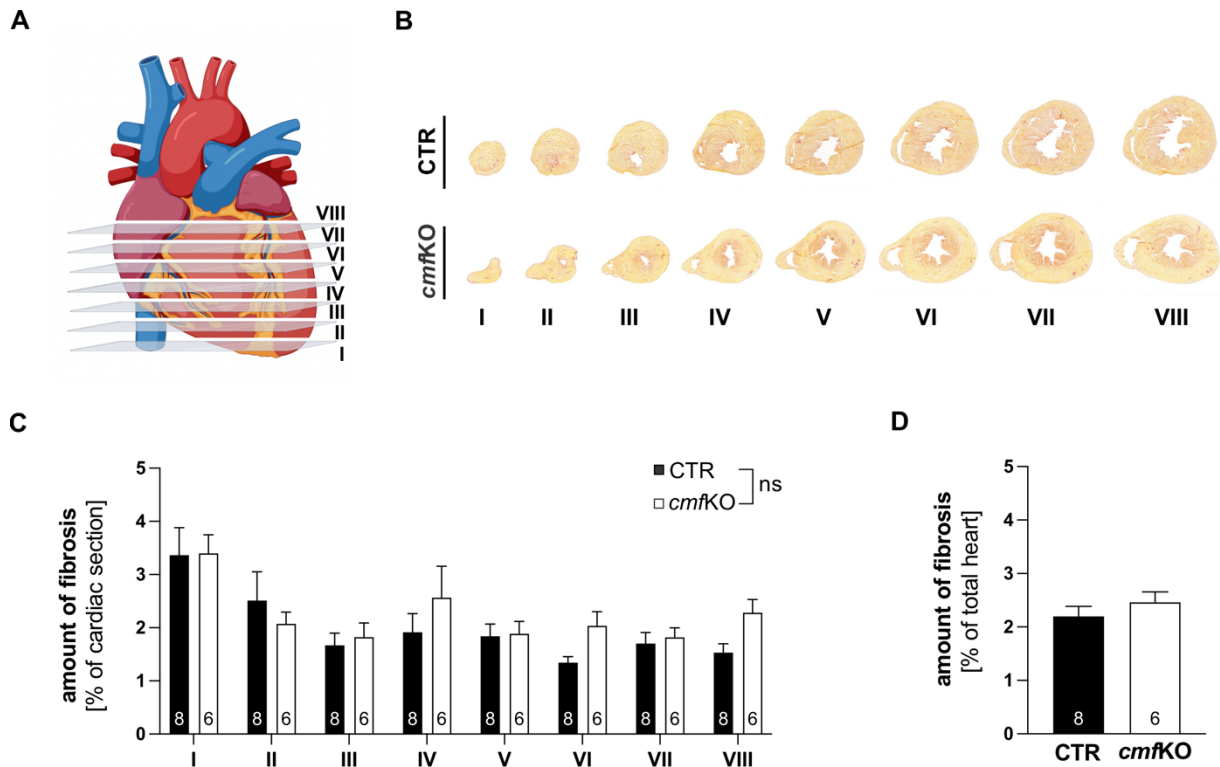 A
VIII
VII
VI
V
IV
III
II
I
B
CTR
cmfKO
I II III IV V VI VII VIII
C
amount of fibrosis
[% of cardiac section]
5
4
3
2
1
0
CTR
cmfKO
ns
8 6 8 6 8 6 8 6 8 6 8 6 8 6 8 6
I II III IV V VI VII VIII
D
amount of fibrosis
[% of total heart]
5
4
3
2
1
0
8 6
CTR cmfKO